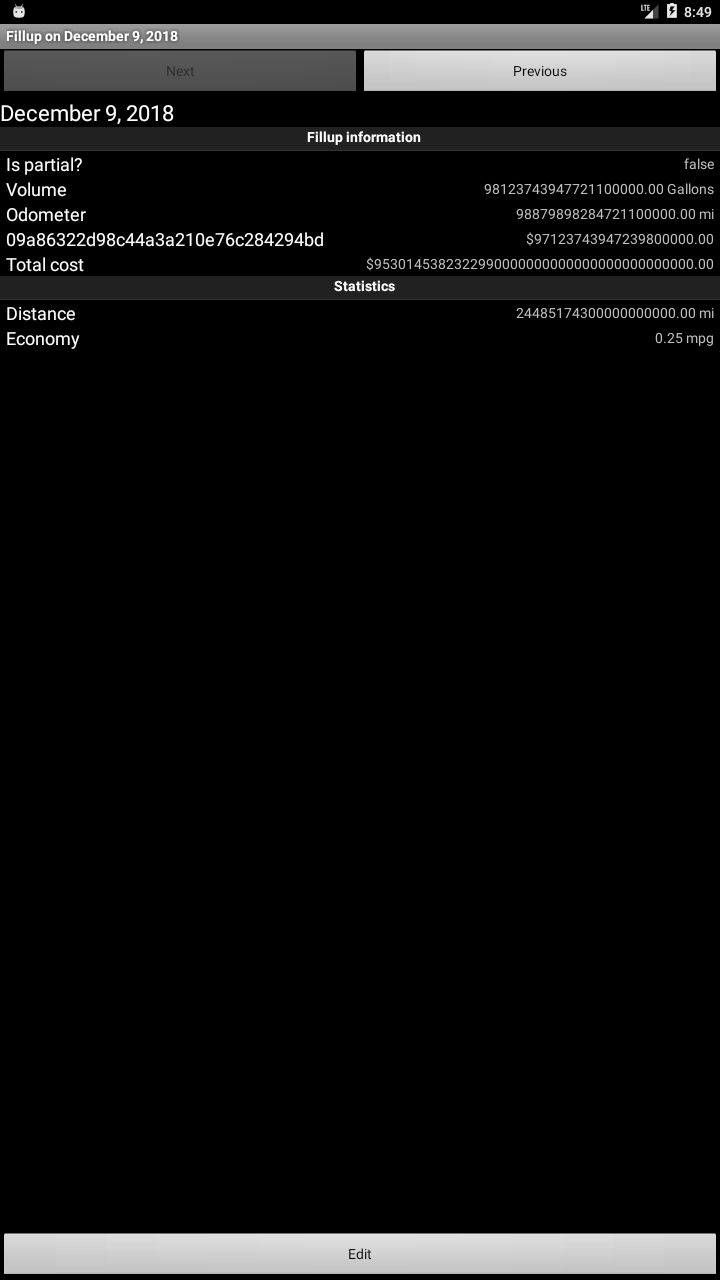 LTE 8:49
Fillup on December 9, 2018
Next Previous
December 9, 2018
Fillup information
Is partial? false
Volume 98123743947721100000.00 Gallons
Odometer 98879898284721100000.00 mi
09a86322d98c44a3a210e76c284294bd $97123743947239800000.00
Total cost $9530145382322990000000000000000000000000.00
Statistics
Distance 24485174300000000000.00 mi
Economy 0.25 mpg
Edit